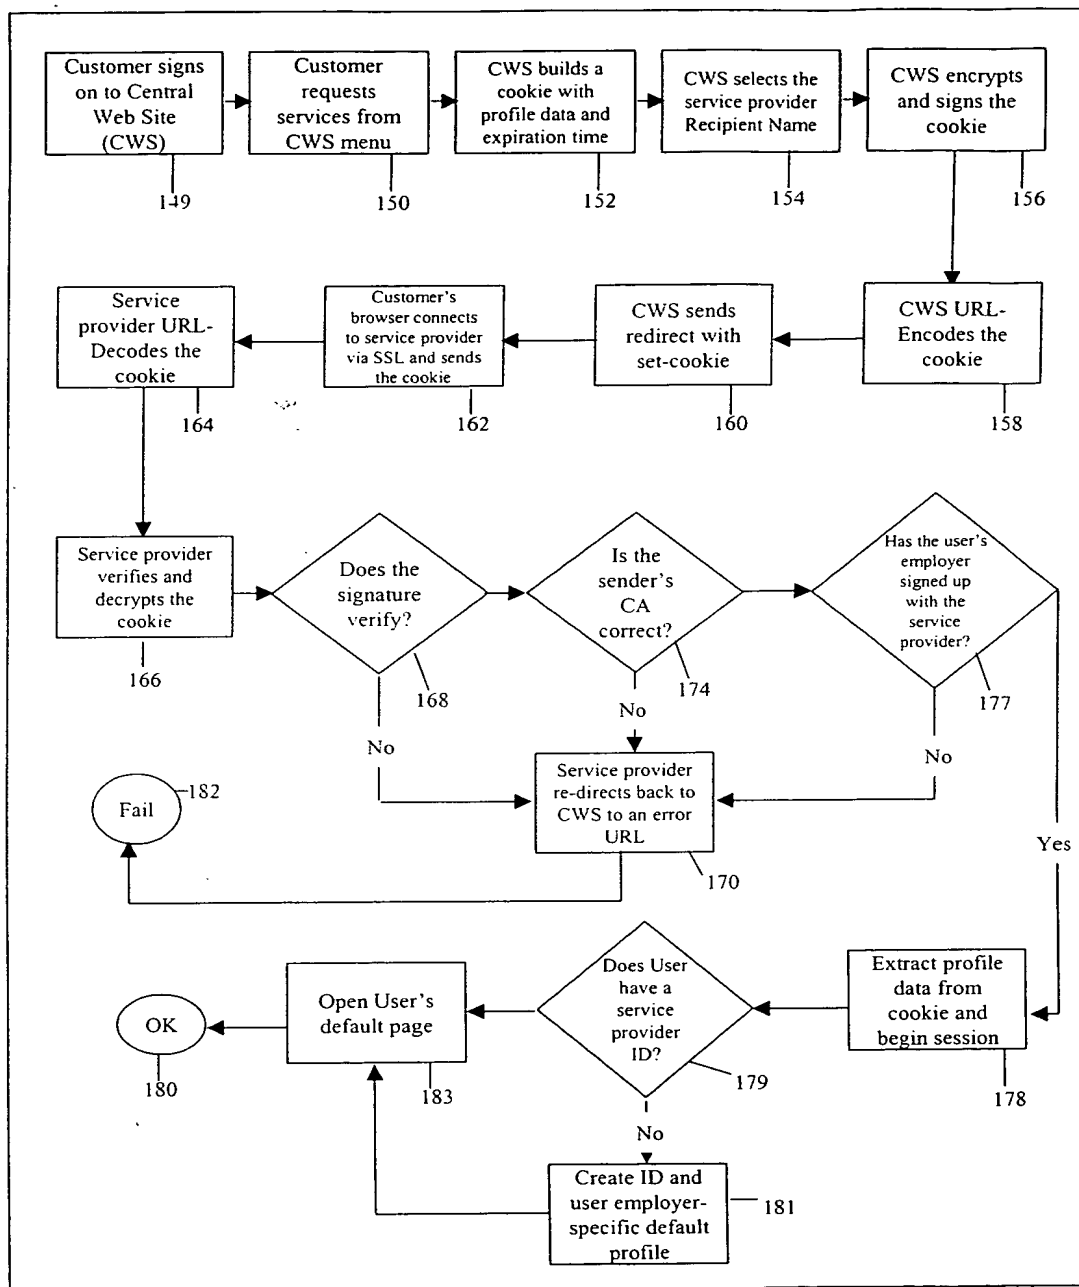 Customer signs
on to Central
Web Site
(CWS)
149
Customer
requests
services from
CWS menu
150
CWS builds a
cookie with
profile data and
expiration time
152
CWS selects the
service provider
Recipient Name
154
CWS encrypts
and signs the
cookie
156
CWS URL-
Encodes the
cookie
158
CWS sends
redirect with
set-cookie
160
Customer's
browser connects
to service provider
via SSL and sends
the cookie
162
Service
provider URL-
Decodes the
cookie
164
Service provider
verifies and
decrypts the
cookie
166
Does the
signature
verify?
168
No
Is the
sender's
CA
correct?
174
No
Has the user's
employer
signed up
with the
service
provider?
177
No
Yes
Service provider
re-directs back to
CWS to an error
URL
170
Fail
182
Extract profile
data from
cookie and
begin session
178
Does User
have a
service
provider
ID?
179
No
Create ID and
user employer-
specific default
profile
181
Open User's
default page
183
OK
180